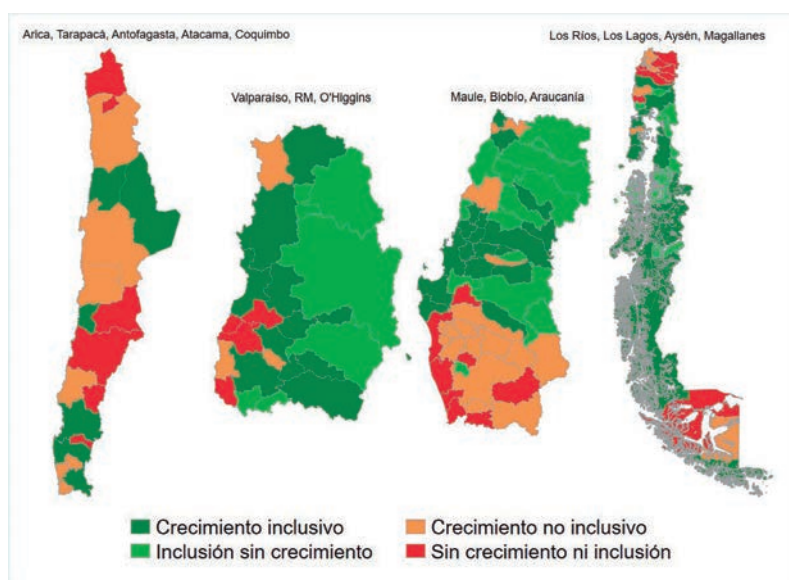 Arica, Tarapacá, Antofagasta, Atacama, Coquimbo
Los Ríos, Los Lagos, Aysén, Magallanes
Valparaíso, RM, O'Higgins
Maule, Biobío, Araucanía
Crecimiento inclusivo
Crecimiento no inclusivo
Inclusión sin crecimiento
Sin crecimiento ni inclusión